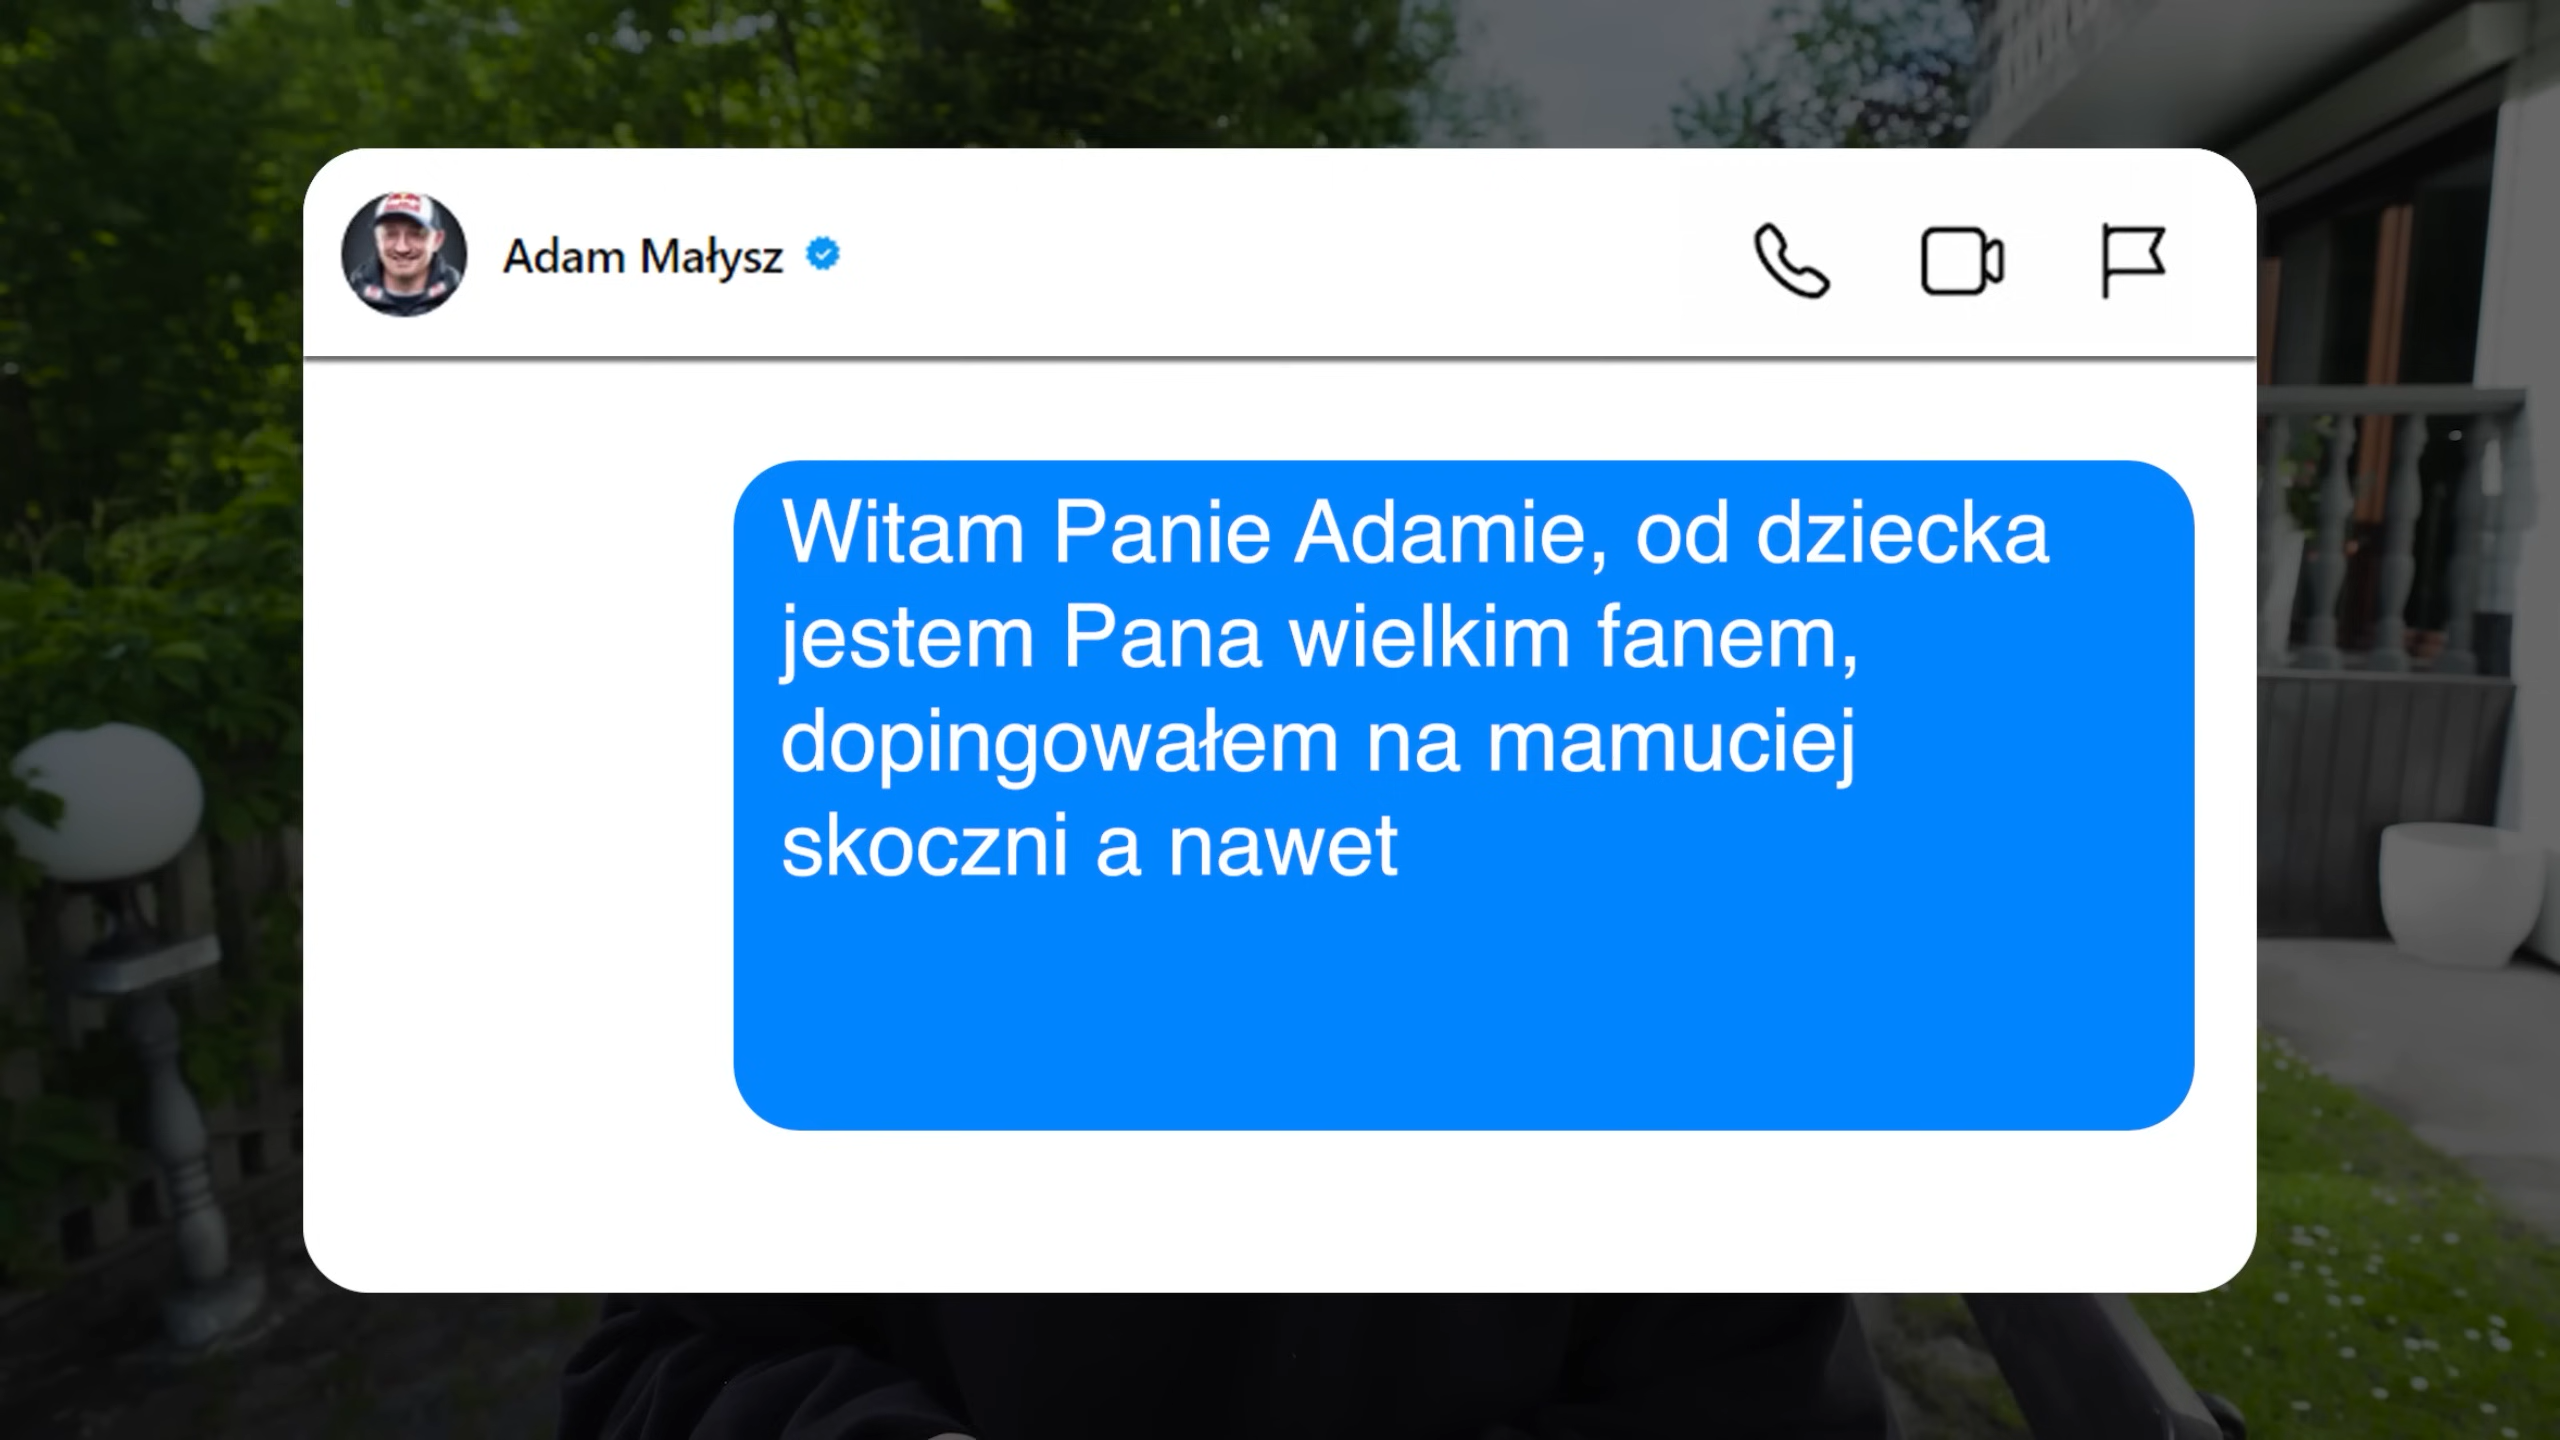 Adam Małysz
Witam Panie Adamie, od dziecka
jestem Pana wielkim fanem,
dopingowałem na mamuciej
skoczni a nawet